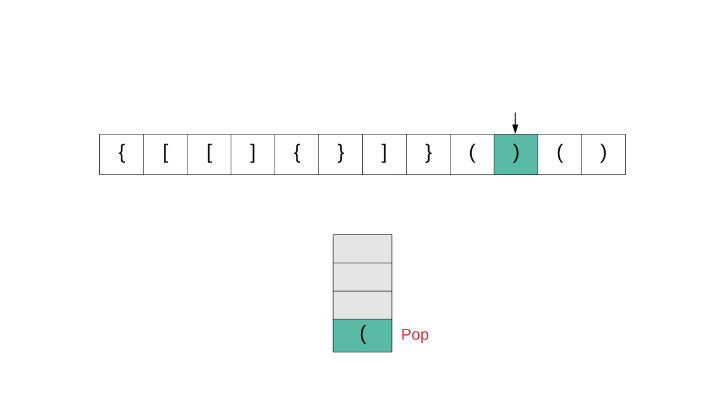 { [ [ ] { } ] } ( ) ( )
(
Pop